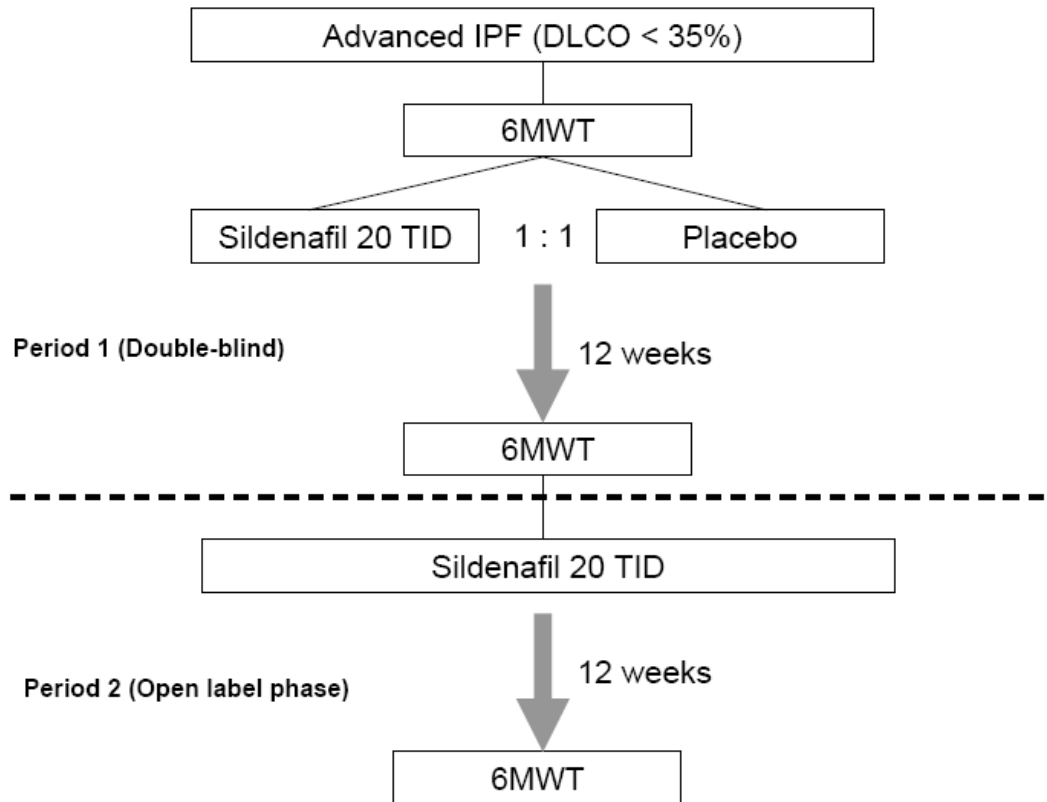 Advanced IPF (DLCO < 35%)
6MWT
Sildenafil 20 TID
1 : 1
Placebo
Period 1 (Double-blind)
12 weeks
6MWT
Sildenafil 20 TID
12 weeks
Period 2 (Open label phase)
6MWT